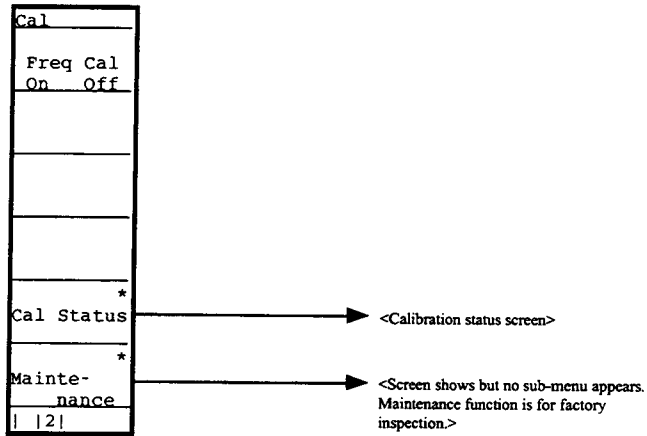 Cal
Freq Cal
On Off
*
Cal Status
<Calibration status screen>
*
Mainte-
nance
<Screen shows but no sub-menu appears.
Maintenance function is for factory
inspection.>
| |2|